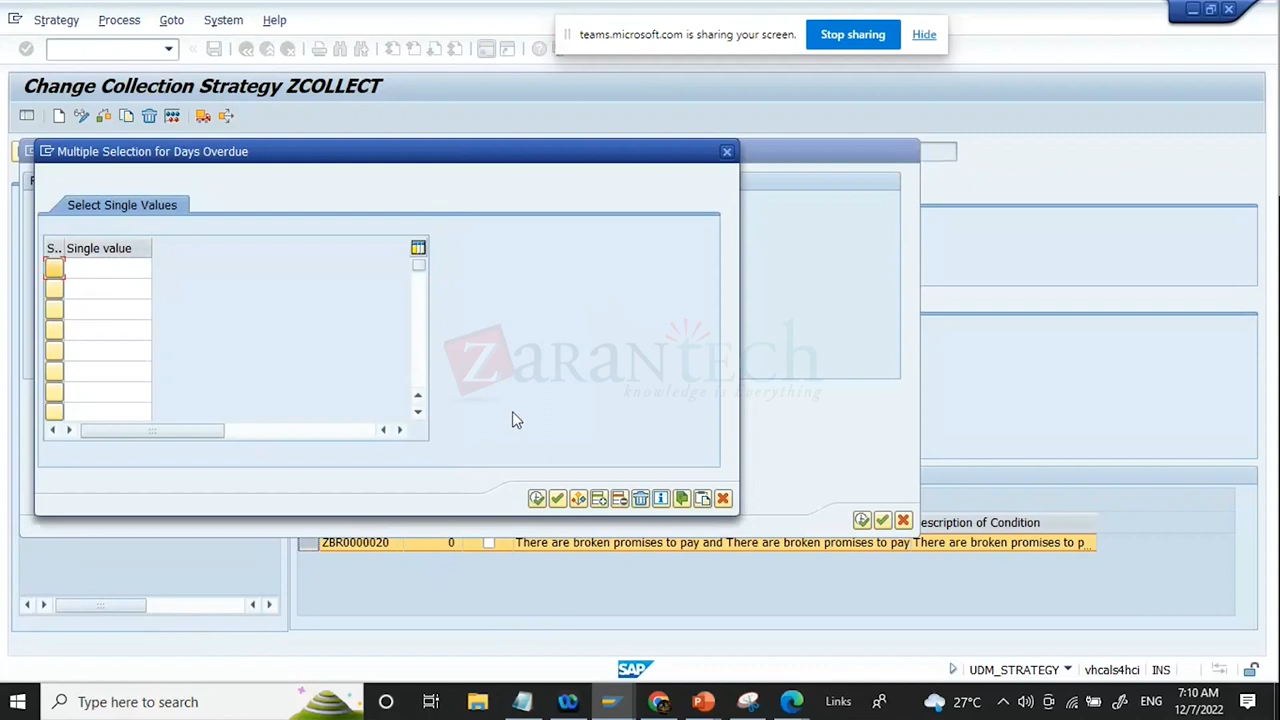 Strategy Process Goto System Help
teams.microsoft.com is sharing your screen. Stop sharing Hide
Change Collection Strategy ZCOLLECT
Multiple Selection for Days Overdue
Select Single Values
S.. Single value
ZaranTech
knowledge is Everything
escription of Condition
ZBR0000020 0 There are broken promises to pay and There are broken promises to pay There are broken promises to p...
SAP
UDM_STRATEGY vhcals4hci INS
Type here to search Links 27°C ENG 7:10 AM
12/7/2022